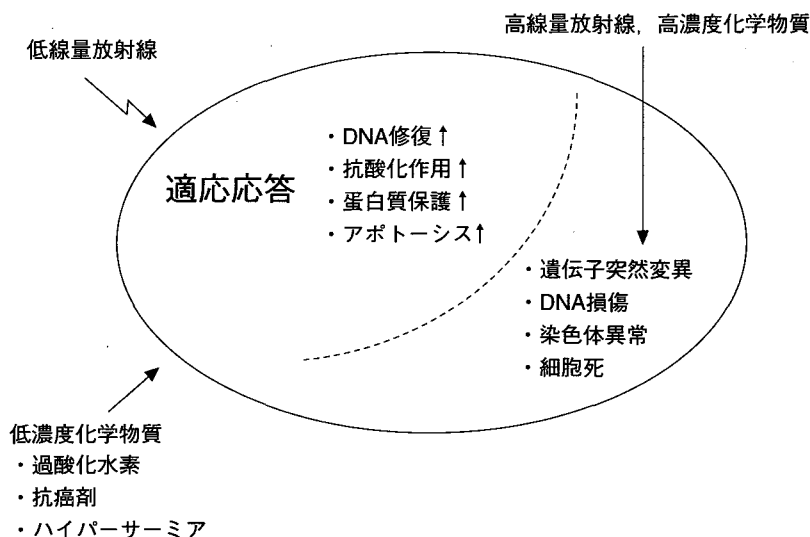 低線量放射線
高線量放射線，高濃度化学物質
適応応答
・DNA修復↑
・抗酸化作用↑
・蛋白質保護↑
・アポトーシス↑
・遺伝子突然変異
・DNA損傷
・染色体異常
・細胞死
低濃度化学物質
・過酸化水素
・抗癌剤
・ハイパーサーミア